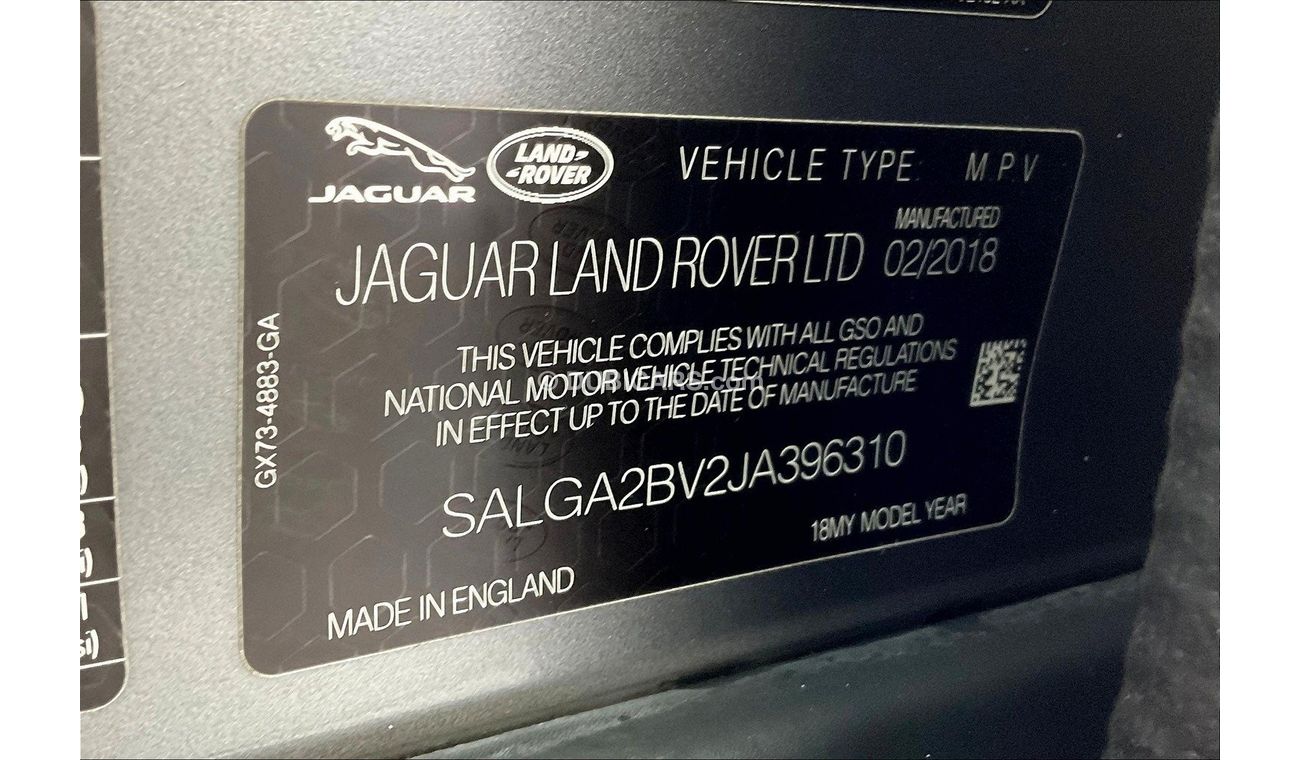 JAGUAR
LAND-
-ROVER
VEHICLE TYPE: M P V
MANUFACTURED
JAGUAR LAND ROVER LTD 02/2018
THIS VEHICLE COMPLIES WITH ALL GSO AND
NATIONAL MOTOR VEHICLE TECHNICAL REGULATIONS
IN EFFECT UP TO THE DATE OF MANUFACTURE
© DUBICARS.com
SALGA2BV2JA396310
18MY MODEL YEAR
MADE IN ENGLAND
GX73-4883-GA